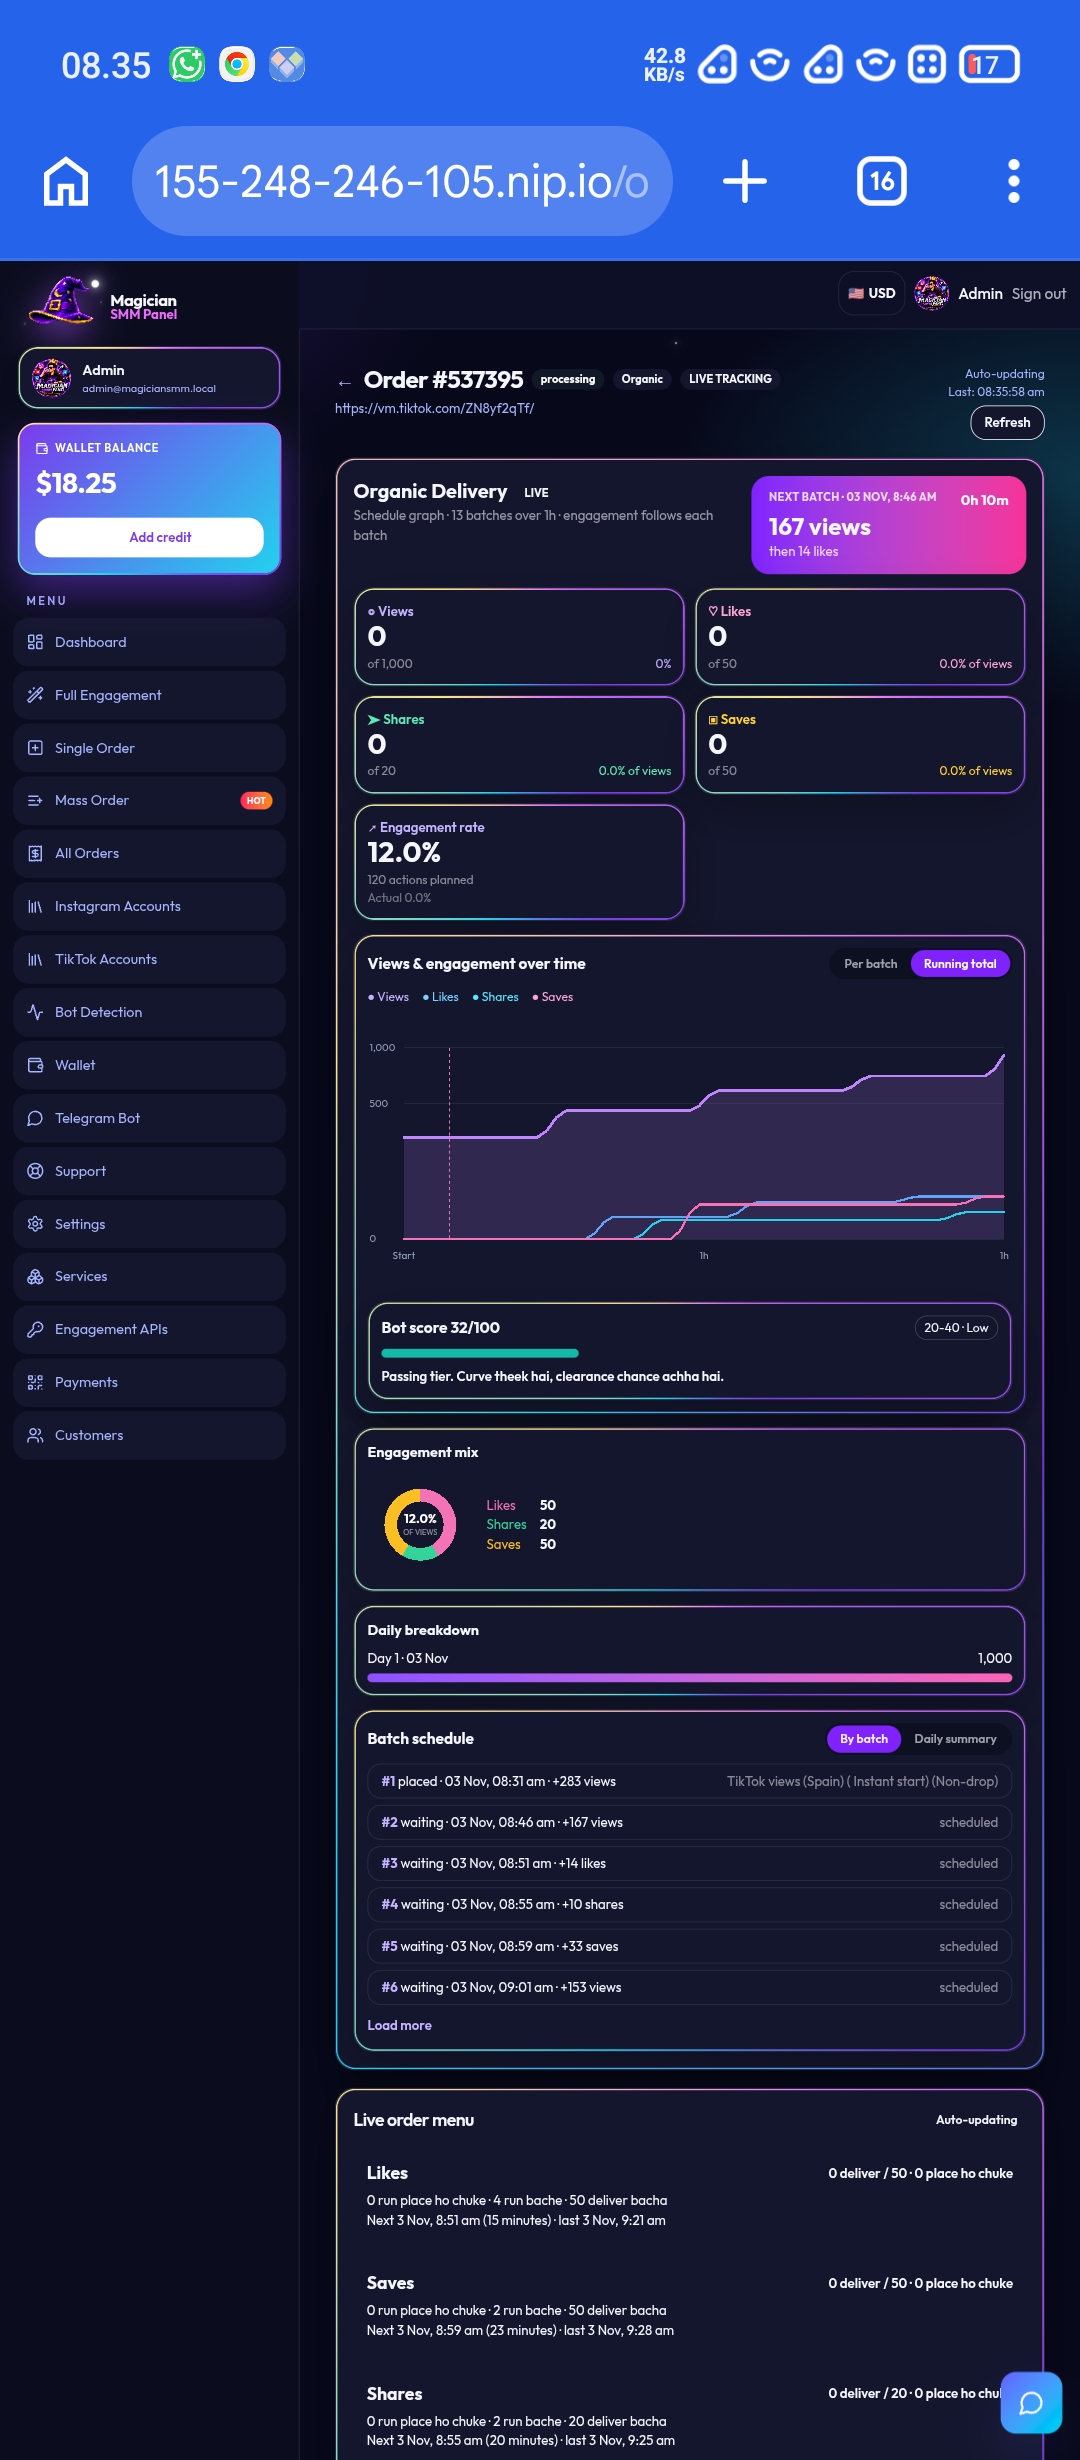 08.35
42.8
KB/s
17
155-248-246-105.nip.io/o
16
Magician
SMM Panel
Admin
admin@magiciansmm.local
WALLET BALANCE
$18.25
Add credit
MENU
Dashboard
Full Engagement
Single Order
Mass Order HOT
All Orders
Instagram Accounts
TikTok Accounts
Bot Detection
Wallet
Telegram Bot
Support
Settings
Services
Engagement APIs
Payments
Customers
USD Admin Sign out
← Order #537395 processing Organic LIVE TRACKING
https://vm.tiktok.com/ZN8yf2qTf/
Auto-updating
Last: 08:35:58 am
Refresh
Organic Delivery LIVE
Schedule graph · 13 batches over 1h · engagement follows each
batch
NEXT BATCH · 03 NOV, 8:46 AM 0h 10m
167 views
then 14 likes
Views
0
of 1,000 0%
♡ Likes
0
of 50 0.0% of views
➤ Shares
0
of 20 0.0% of views
▣ Saves
0
of 50 0.0% of views
↗ Engagement rate
12.0%
120 actions planned
Actual 0.0%
Views & engagement over time Per batch Running total
● Views ● Likes ● Shares ● Saves
1,000
500
0
Start 1h 1h
Bot score 32/100 20-40 · Low
Passing tier. Curve theek hai, clearance chance achha hai.
Engagement mix
12.0%
OF VIEWS
Likes 50
Shares 20
Saves 50
Daily breakdown
Day 1 · 03 Nov 1,000
Batch schedule By batch Daily summary
#1 placed · 03 Nov, 08:31 am · +283 views TikTok views (Spain) ( Instant start) (Non-drop)
#2 waiting · 03 Nov, 08:46 am · +167 views scheduled
#3 waiting · 03 Nov, 08:51 am · +14 likes scheduled
#4 waiting · 03 Nov, 08:55 am · +10 shares scheduled
#5 waiting · 03 Nov, 08:59 am · +33 saves scheduled
#6 waiting · 03 Nov, 09:01 am · +153 views scheduled
Load more
Live order menu Auto-updating
Likes 0 deliver / 50 · 0 place ho chuke
0 run place ho chuke · 4 run bache · 50 deliver bacha
Next 3 Nov, 8:51 am (15 minutes) · last 3 Nov, 9:21 am
Saves 0 deliver / 50 · 0 place ho chuke
0 run place ho chuke · 2 run bache · 50 deliver bacha
Next 3 Nov, 8:59 am (23 minutes) · last 3 Nov, 9:28 am
Shares 0 deliver / 20 · 0 place ho
0 run place ho chuke · 2 run bache · 20 deliver bacha
Next 3 Nov, 8:55 am (20 minutes) · last 3 Nov, 9:25 am